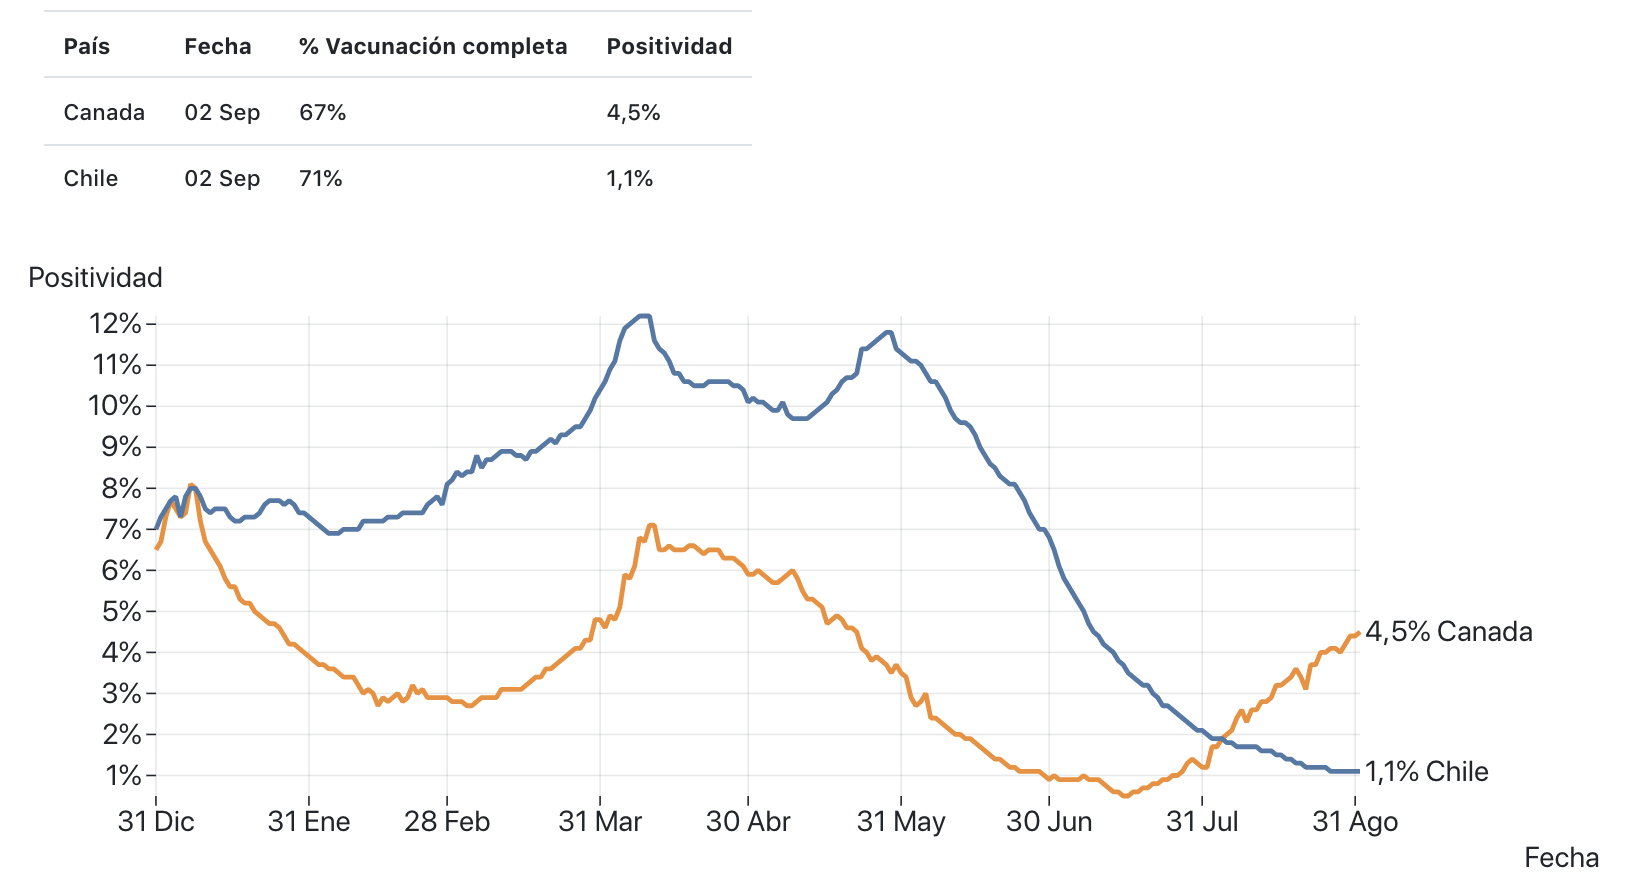 País Fecha % Vacunación completa Positividad
Canada 02 Sep 67% 4,5%
Chile 02 Sep 71% 1,1%
Positividad
12%
11%
10%
9%
8%
7%
6%
5%
4,5% Canada
4%
3%
2%
1%
1,1% Chile
31 Dic 31 Ene 28 Feb 31 Mar 30 Abr 31 May 30 Jun 31 Jul 31 Ago
Fecha